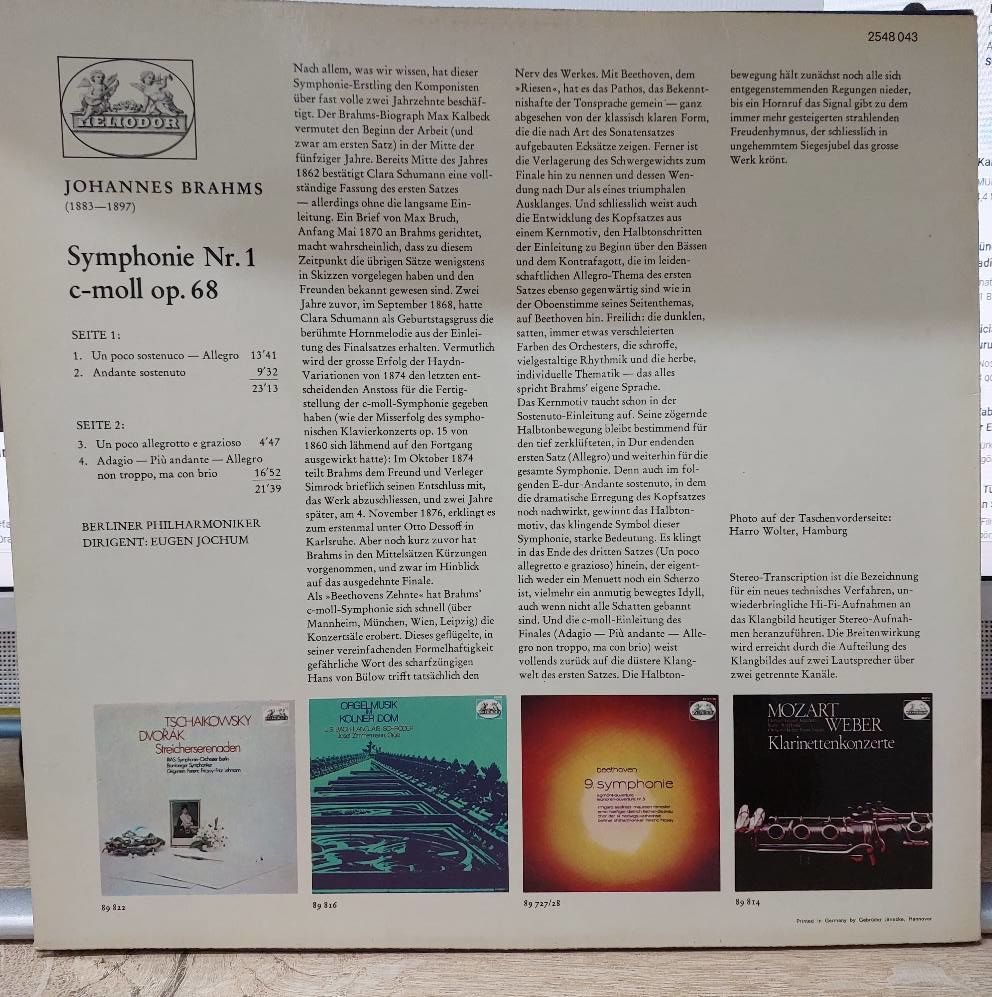 2548 043
HELIODOR
JOHANNES BRAHMS
(1883—1897)
Symphonie Nr. 1
c-moll op. 68
SEITE 1:
1. Un poco sostenuco — Allegro 13'41
2. Andante sostenuto 9'32
23'13
SEITE 2:
3. Un poco allegrotto e grazioso 4'47
4. Adagio — Più andante — Allegro
non troppo, ma con brio 16'52
21'39
BERLINER PHILHARMONIKER
DIRIGENT: EUGEN JOCHUM
Nach allem, was wir wissen, hat dieser
Symphonie-Erstling den Komponisten
über fast volle zwei Jahrzehnte beschäf-
tigt. Der Brahms-Biograph Max Kalbeck
vermutet den Beginn der Arbeit (und
zwar am ersten Satz) in der Mitte der
fünfziger Jahre. Bereits Mitte des Jahres
1862 bestätigt Clara Schumann eine voll-
ständige Fassung des ersten Satzes
— allerdings ohne die langsame Ein-
leitung. Ein Brief von Max Bruch,
Anfang Mai 1870 an Brahms gerichtet,
macht wahrscheinlich, dass zu diesem
Zeitpunkt die übrigen Sätze wenigstens
in Skizzen vorgelegen haben und den
Freunden bekannt gewesen sind. Zwei
Jahre zuvor, im September 1868, hatte
Clara Schumann als Geburtstagsgruss die
berühmte Hornmelodie aus der Einlei-
tung des Finalsatzes erhalten. Vermutlich
wird der grosse Erfolg der Haydn-
Variationen von 1874 den letzten ent-
scheidenden Anstoss für die Fertig-
stellung der c-moll-Symphonie gegeben
haben (wie der Misserfolg des sympho-
nischen Klavierkonzerts op. 15 von
1860 sich lähmend auf den Fortgang
ausgewirkt hatte): Im Oktober 1874
teilt Brahms dem Freund und Verleger
Simrock brieflich seinen Entschluss mit,
das Werk abzuschliessen, und zwei Jahre
später, am 4. November 1876, erklingt es
zum erstenmal unter Otto Dessoff in
Karlsruhe. Aber noch kurz zuvor hat
Brahms in den Mittelsätzen Kürzungen
vorgenommen, und zwar im Hinblick
auf das ausgedehnte Finale.
Als »Beethovens Zehnte« hat Brahms'
c-moll-Symphonie sich schnell (über
Mannheim, München, Wien, Leipzig) die
Konzertsäle erobert. Dieses geflügelte, in
seiner vereinfachenden Formelhaftigkeit
gefährliche Wort des scharfzüngigen
Hans von Bülow trifft tatsächlich den
Nerv des Werkes. Mit Beethoven, dem
»Riesen«, hat es das Pathos, das Bekennt-
nishafte der Tonsprache gemein — ganz
abgesehen von der klassisch klaren Form,
die die nach Art des Sonatensatzes
aufgebauten Ecksätze zeigen. Ferner ist
die Verlagerung des Schwergewichts zum
Finale hin zu nennen und dessen Wen-
dung nach Dur als eines triumphalen
Ausklanges. Und schliesslich weist auch
die Entwicklung des Kopfsatzes aus
einem Kernmotiv, den Halbtonschritten
der Einleitung zu Beginn über den Bässen
und dem Kontrafagott, die im leiden-
schaftlichen Allegro-Thema des ersten
Satzes ebenso gegenwärtig sind wie in
der Oboenstimme seines Seitenthemas,
auf Beethoven hin. Freilich: die dunklen,
satten, immer etwas verschleierten
Farben des Orchesters, die schroffe,
vielgestaltige Rhythmik und die herbe,
individuelle Thematik — das alles
spricht Brahms' eigene Sprache.
Das Kernmotiv taucht schon in der
Sostenuto-Einleitung auf. Seine zögernde
Halbtonbewegung bleibt bestimmend für
den tief zerklüfteten, in Dur endenden
ersten Satz (Allegro) und weiterhin für die
gesamte Symphonie. Denn auch im fol-
genden E-dur-Andante sostenuto, in dem
die dramatische Erregung des Kopfsatzes
noch nachwirkt, gewinnt das Halbton-
motiv, das klingende Symbol dieser
Symphonie, starke Bedeutung. Es klingt
in das Ende des dritten Satzes (Un poco
allegretto e grazioso) hinein, der eigent-
lich weder ein Menuett noch ein Scherzo
ist, vielmehr ein anmutig bewegtes Idyll,
auch wenn nicht alle Schatten gebannt
sind. Und die c-moll-Einleitung des
Finales (Adagio — Più andante — Alle-
gro non troppo, ma con brio) weist
vollends zurück auf die düstere Klang-
welt des ersten Satzes. Die Halbton-
bewegung hält zunächst noch alle sich
entgegenstemmenden Regungen nieder,
bis ein Hornruf das Signal gibt zu dem
immer mehr gesteigerten strahlenden
Freudenhymnus, der schliesslich in
ungehemmtem Siegesjubel das grosse
Werk krönt.
Photo auf der Taschenvorderseite:
Harro Wolter, Hamburg
Stereo-Transcription ist die Bezeichnung
für ein neues technisches Verfahren, un-
wiederbringliche Hi-Fi-Aufnahmen an
das Klangbild heutiger Stereo-Aufnah-
men heranzuführen. Die Breitenwirkung
wird erreicht durch die Aufteilung des
Klangbildes auf zwei Lautsprecher über
zwei getrennte Kanäle.
TSCHAIKOWSKY
DVOŘAK
Streicherserenaden
RIAS Symphonie-Orchester Berlin
Bamberger Symphoniker
ORGELMUSIK
IM
KÖLNER DOM
beethoven
9 symphonie
MOZART
WEBER
Klarinettenkonzerte
89 822
89 816
89 727/28
89 814
Printed in Germany by Gebrüder Jänecke, Hannover